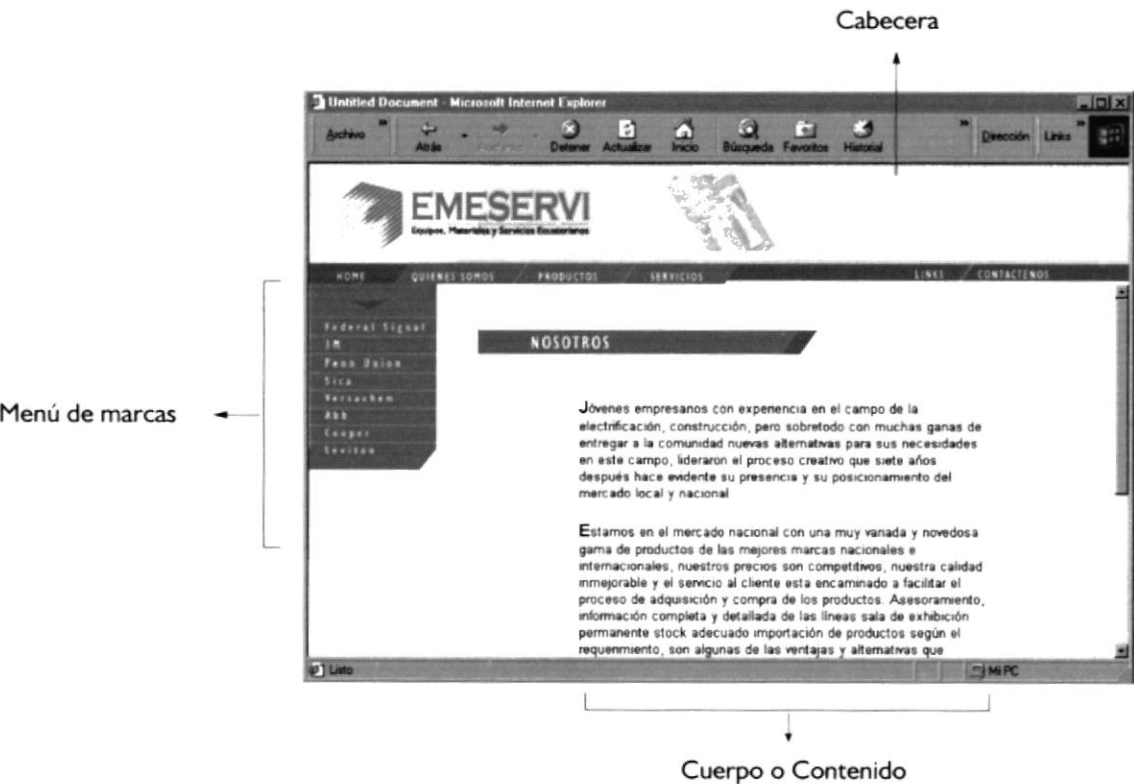 Cabecera
Untitled Document - Microsoft Internet Explorer
Archivo » Atrás Detener Actualizar Inicio Búsqueda Favoritos Historial » Dirección Links »
EMESERVI
Equipos, Materiales y Servicios Ecuatorianos
HOME QUIENES SOMOS PRODUCTOS SERVICIOS LINKS CONTACTENOS
Federal Signal
3M
Penn Union
Sica
Versachem
Abb
Cooper
Leviton
Menú de marcas
NOSOTROS
Jóvenes empresarios con experiencia en el campo de la
electrificación, construcción, pero sobretodo con muchas ganas de
entregar a la comunidad nuevas alternativas para sus necesidades
en este campo, lideraron el proceso creativo que siete años
después hace evidente su presencia y su posicionamiento del
mercado local y nacional
Estamos en el mercado nacional con una muy variada y novedosa
gama de productos de las mejores marcas nacionales e
internacionales, nuestros precios son competitivos, nuestra calidad
inmejorable y el servicio al cliente esta encaminado a facilitar el
proceso de adquisición y compra de los productos. Asesoramiento,
información completa y detallada de las líneas sala de exhibición
permanente stock adecuado importación de productos según el
requerimiento, son algunas de las ventajas y alternativas que
Listo Mi PC
Cuerpo o Contenido